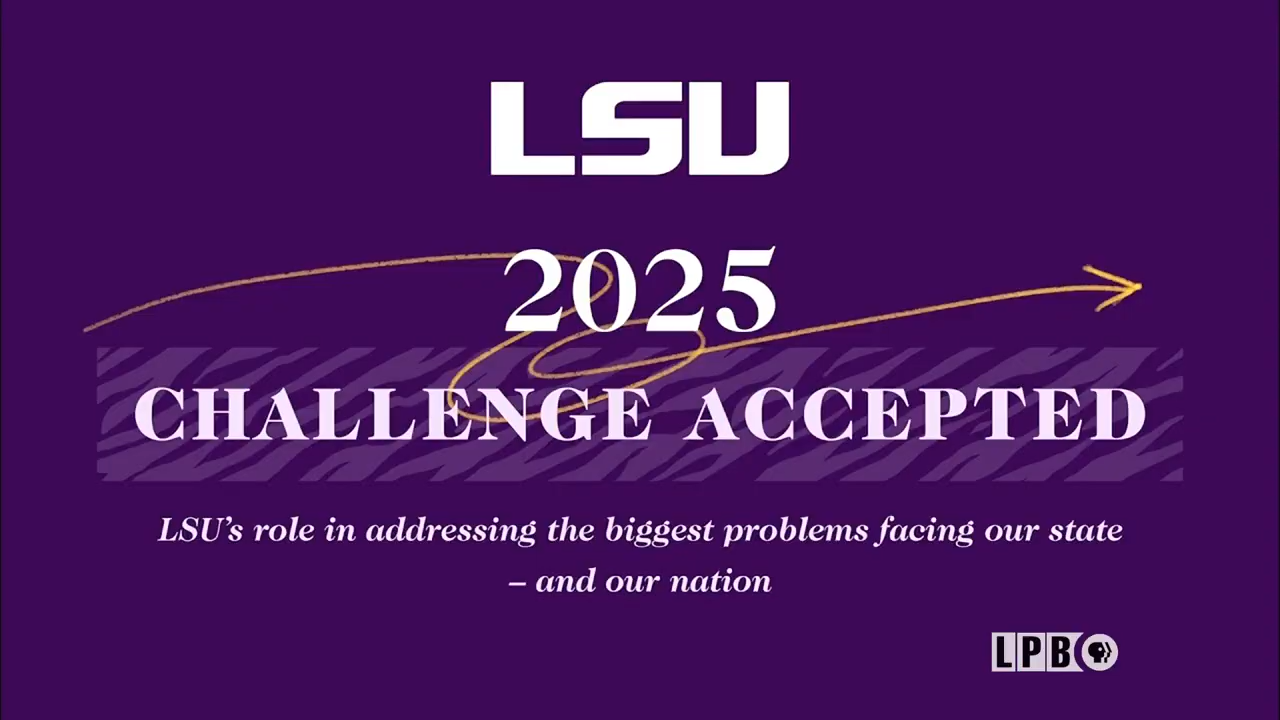 LSU
2025
CHALLENGE ACCEPTED
LSU’s role in addressing the biggest problems facing our state
– and our nation
LPB